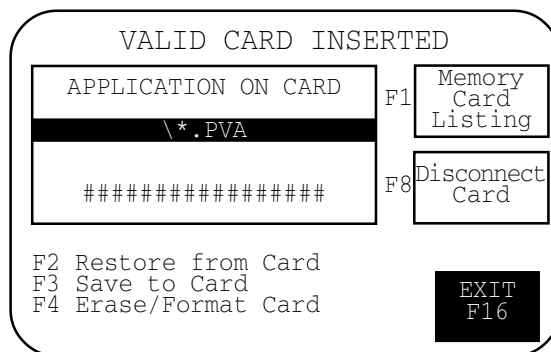 VALID CARD INSERTED
APPLICATION ON CARD
\*.PVA
#################
F1
Memory
Card
Listing
F8
Disconnect
Card
F2 Restore from Card
F3 Save to Card
F4 Erase/Format Card
EXIT
F16